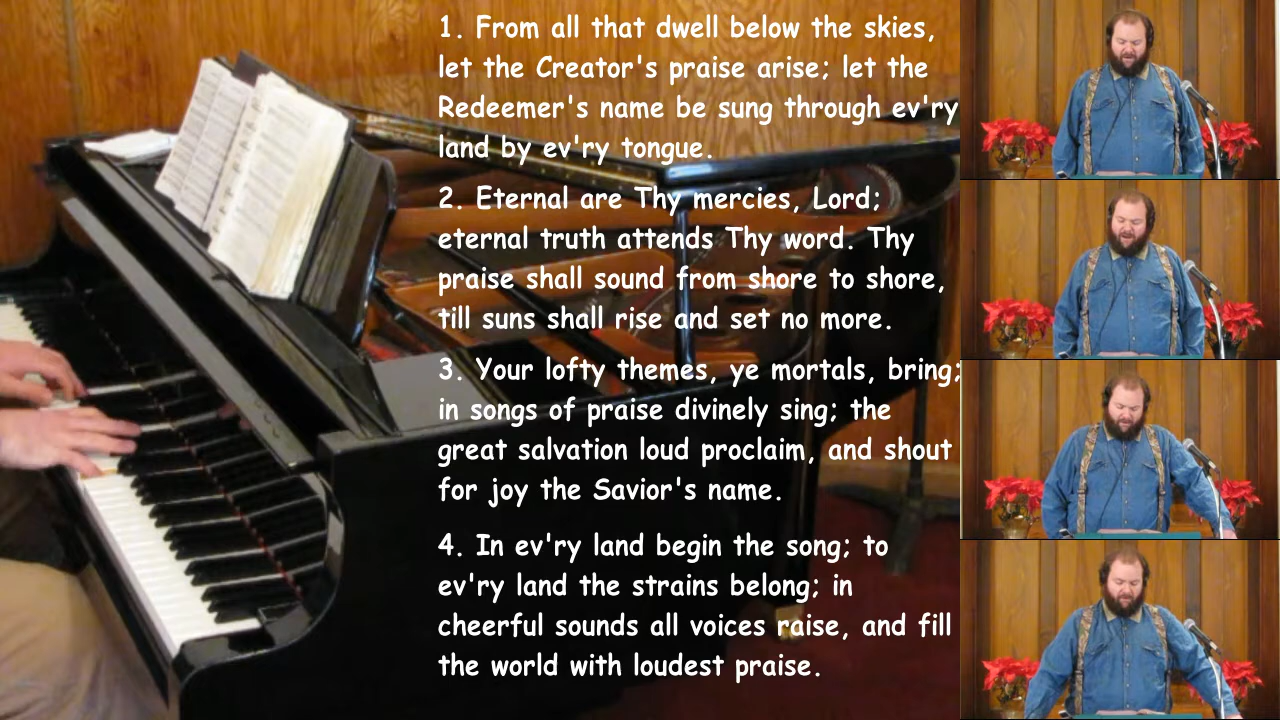 1. From all that dwell below the skies,
let the Creator's praise arise; let the
Redeemer's name be sung through ev'ry
land by ev'ry tongue.
2. Eternal are Thy mercies, Lord;
eternal truth attends Thy word. Thy
praise shall sound from shore to shore,
till suns shall rise and set no more.
3. Your lofty themes, ye mortals, bring;
in songs of praise divinely sing; the
great salvation loud proclaim, and shout
for joy the Savior's name.
4. In ev'ry land begin the song; to
ev'ry land the strains belong; in
cheerful sounds all voices raise, and fill
the world with loudest praise.